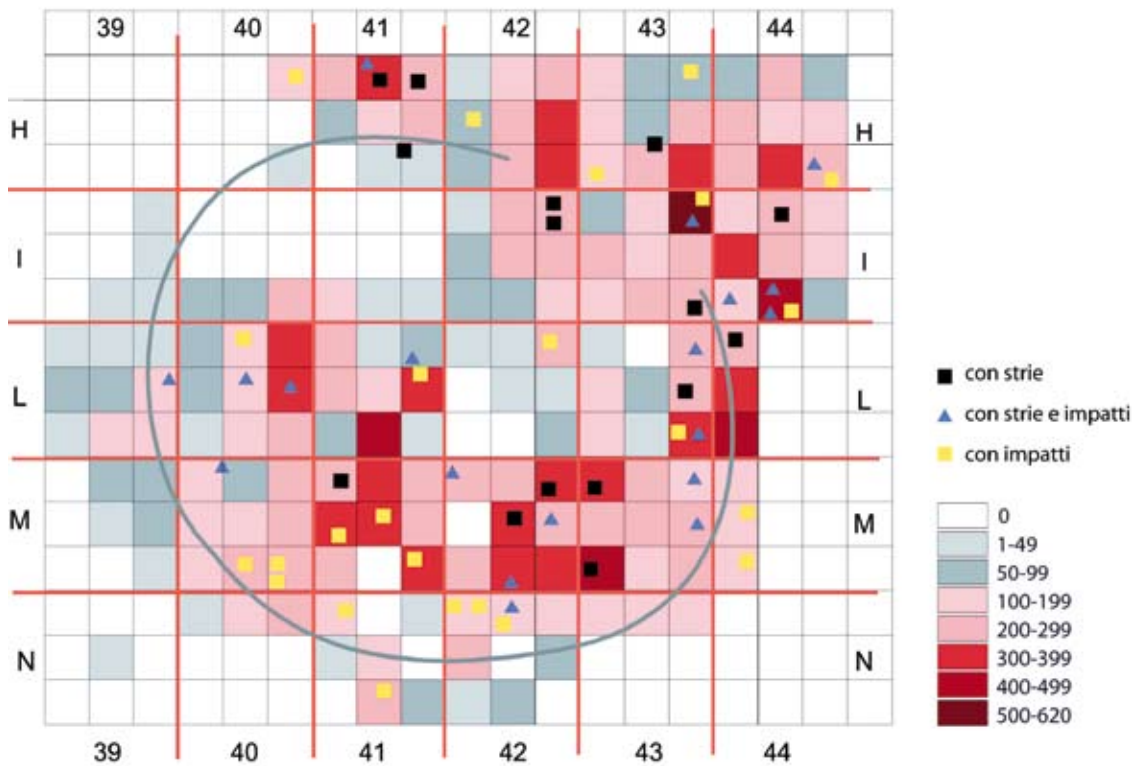 39 40 41 42 43 44
H H
I I
L L
M M
N N
39 40 41 42 43 44
con strie
con strie e impatti
con impatti
0
1-49
50-99
100-199
200-299
300-399
400-499
500-620